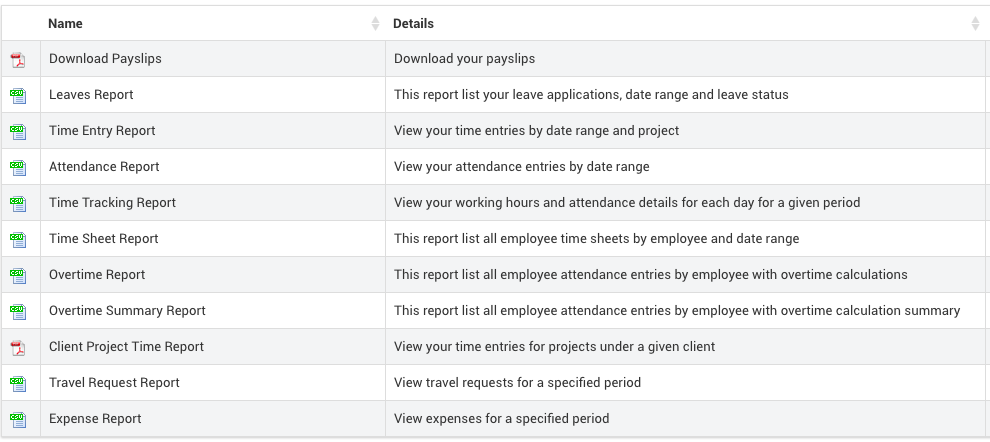 Name Details
Download Payslips Download your payslips
Leaves Report This report list your leave applications, date range and leave status
Time Entry Report View your time entries by date range and project
Attendance Report View your attendance entries by date range
Time Tracking Report View your working hours and attendance details for each day for a given period
Time Sheet Report This report list all employee time sheets by employee and date range
Overtime Report This report list all employee attendance entries by employee with overtime calculations
Overtime Summary Report This report list all employee attendance entries by employee with overtime calculation summary
Client Project Time Report View your time entries for projects under a given client
Travel Request Report View travel requests for a specified period
Expense Report View expenses for a specified period